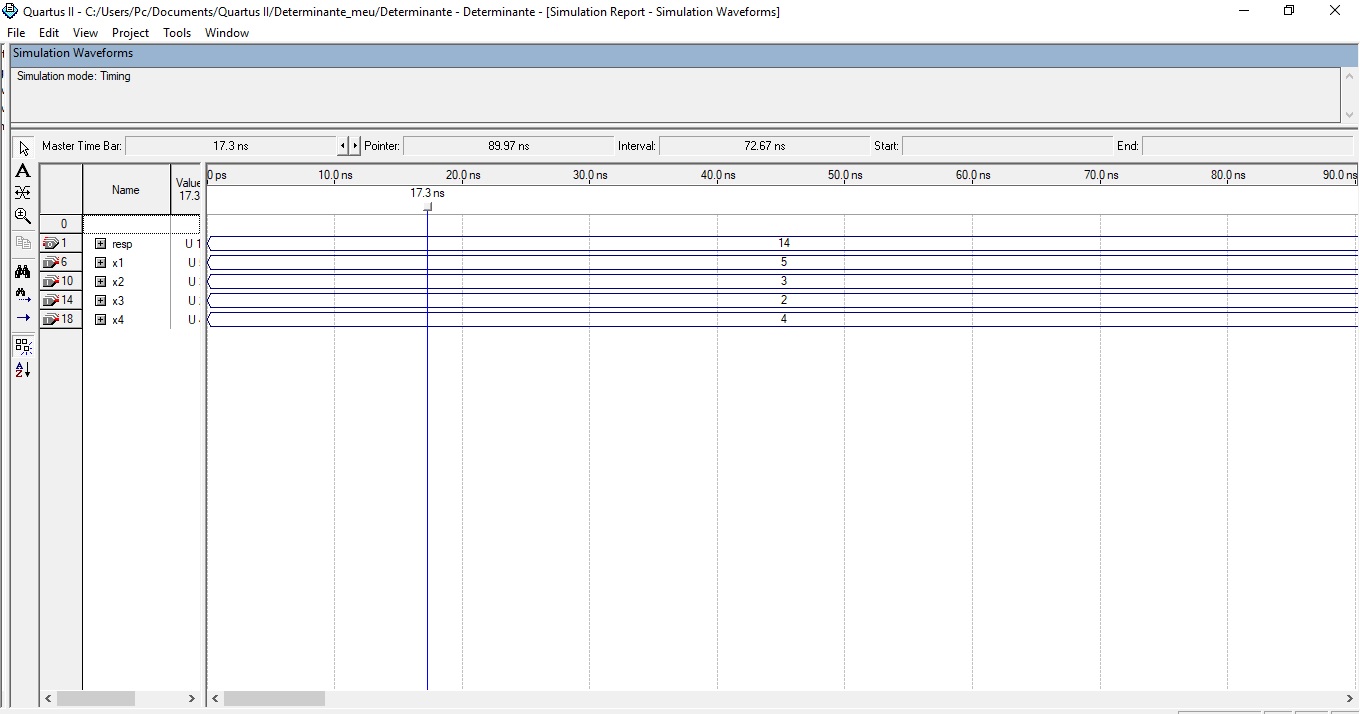 Quartus II - C:/Users/Pc/Documents/Quartus II/Determinante_meu/Determinante - Determinante - [Simulation Report - Simulation Waveforms]
File Edit View Project Tools Window
Simulation Waveforms
Simulation mode: Timing
Master Time Bar: 17.3 ns Pointer: 89.97 ns Interval: 72.67 ns Start: End:
Name Value 17.3
0 ps 10.0 ns 20.0 ns 30.0 ns 40.0 ns 50.0 ns 60.0 ns 70.0 ns 80.0 ns 90.0 ns
17.3 ns
0
1 resp U 1 14
6 x1 U 5
10 x2 U 3
14 x3 U 2
18 x4 U 4